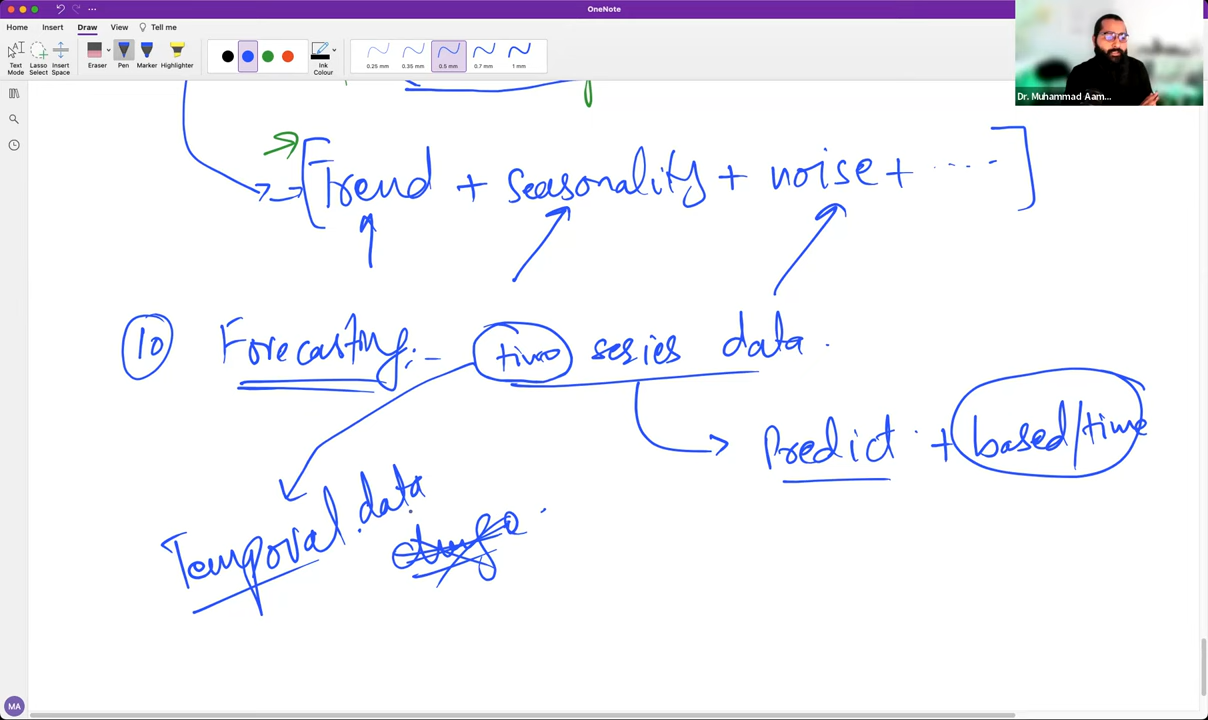 OneNote
Home Insert Draw View Tell me
Text Mode Lasso Select Insert Space Eraser Pen Marker Highlighter Ink Colour 0.25 mm 0.35 mm 0.5 mm 0.7 mm 1 mm
Dr. Muhammad Aam...
[Trend + seasonality + noise + ....]
10 Forecasting:- time series data.
Predict + based/time
Temporal data
MA